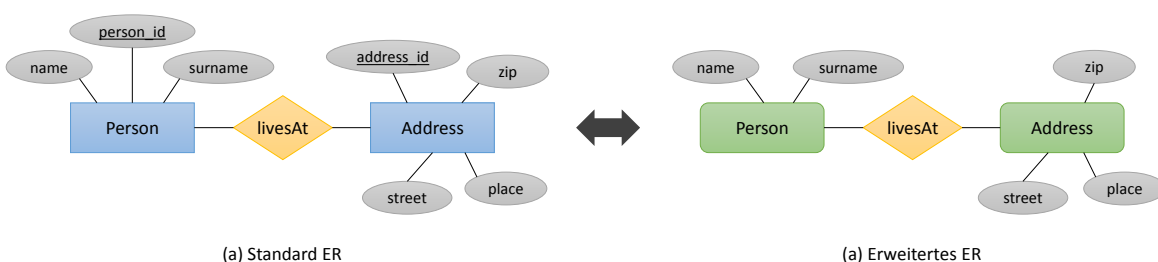 person_id
name
surname
Person
livesAt
address_id
zip
Address
street
place
(a) Standard ER
name
surname
Person
livesAt
zip
Address
street
place
(a) Erweitertes ER